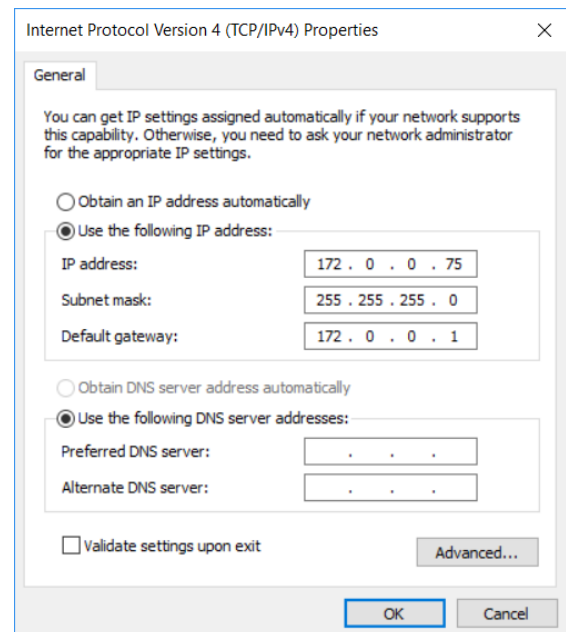 Internet Protocol Version 4 (TCP/IPv4) Properties
General
You can get IP settings assigned automatically if your network supports
this capability. Otherwise, you need to ask your network administrator
for the appropriate IP settings.
Obtain an IP address automatically
Use the following IP address:
IP address: 172 . 0 . 0 . 75
Subnet mask: 255 . 255 . 255 . 0
Default gateway: 172 . 0 . 0 . 1
Obtain DNS server address automatically
Use the following DNS server addresses:
Preferred DNS server: . . .
Alternate DNS server: . . .
Validate settings upon exit
Advanced...
OK Cancel